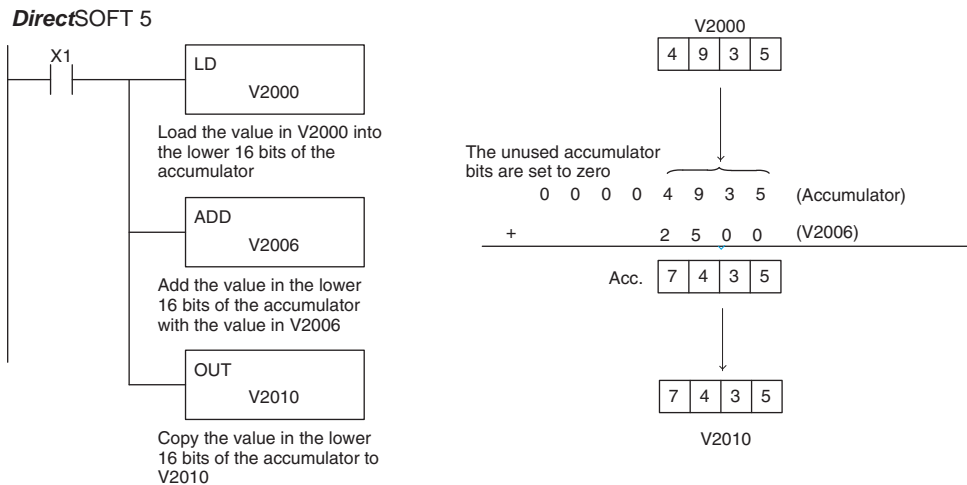 DirectSOFT 5
X1
LD
V2000
Load the value in V2000 into
the lower 16 bits of the
accumulator
ADD
V2006
Add the value in the lower
16 bits of the accumulator
with the value in V2006
OUT
V2010
Copy the value in the lower
16 bits of the accumulator to
V2010
V2000
4 9 3 5
The unused accumulator
bits are set to zero
0 0 0 0 4 9 3 5 (Accumulator)
+ 2 5 0 0 (V2006)
Acc. 7 4 3 5
7 4 3 5
V2010